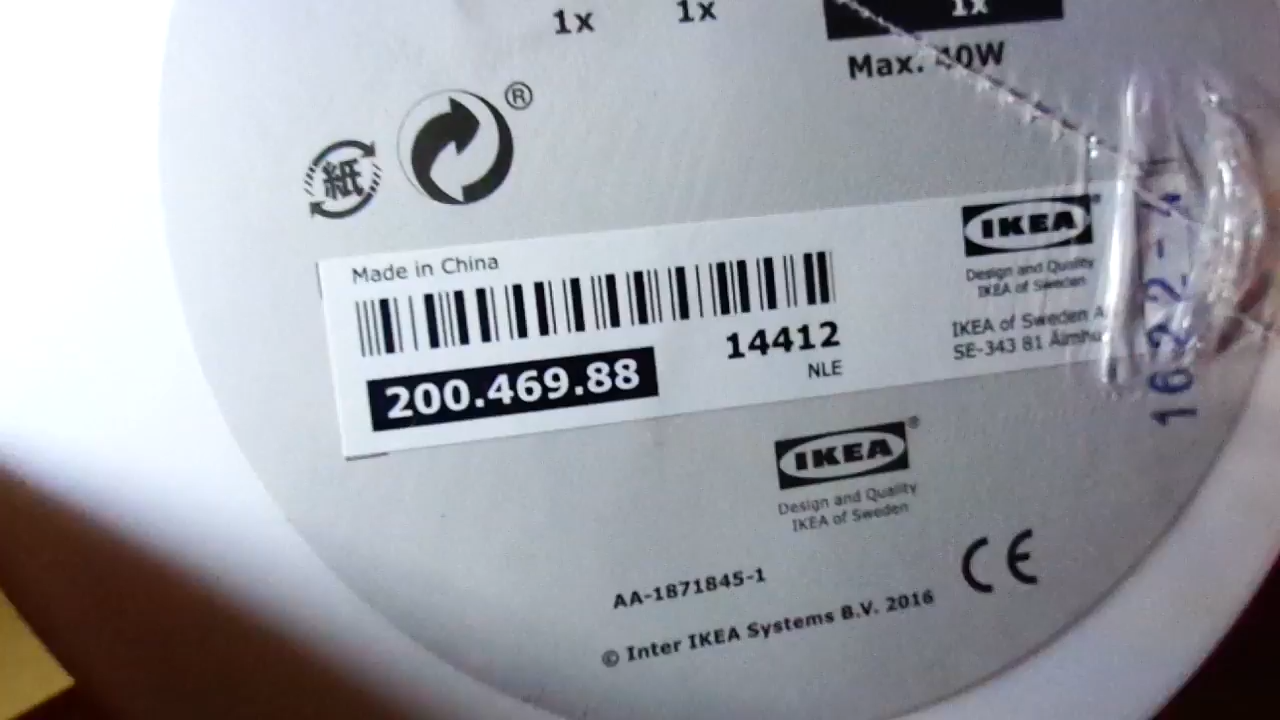 1x 1x 1x
Max. 40W
®
紙
Made in China
200.469.88
14412
NLE
IKEA®
Design and Quality
IKEA of Sweden
IKEA of Sweden
SE-343 81
1622-
IKEA®
Design and Quality
IKEA of Sweden
CE
AA-1871845-1
© Inter IKEA Systems B.V. 2016